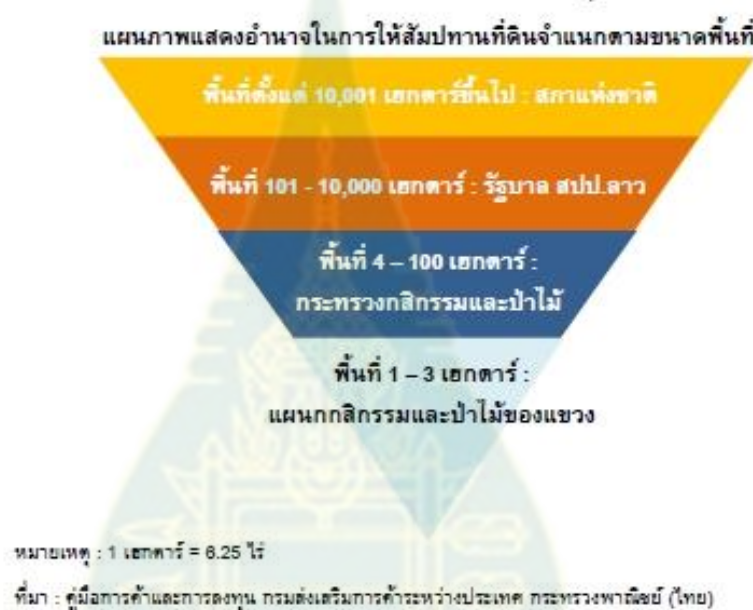 แผนภาพแสดงอำนาจในการให้สัมปทานที่ดินจำแนกตามขนาดพื้นที่
พื้นที่ตั้งแต่ 10,001 เฮกตาร์ขึ้นไป : สภาแห่งชาติ
พื้นที่ 101 - 10,000 เฮกตาร์ : รัฐบาล สปป.ลาว
พื้นที่ 4 – 100 เฮกตาร์ :
กระทรวงกสิกรรมและป่าไม้
พื้นที่ 1 – 3 เฮกตาร์ :
แผนกกสิกรรมและป่าไม้ของแขวง
หมายเหตุ : 1 เฮกตาร์ = 6.25 ไร่
ที่มา : คู่มือการค้าและการลงทุน กรมส่งเสริมการค้าระหว่างประเทศ กระทรวงพาณิชย์ (ไทย)